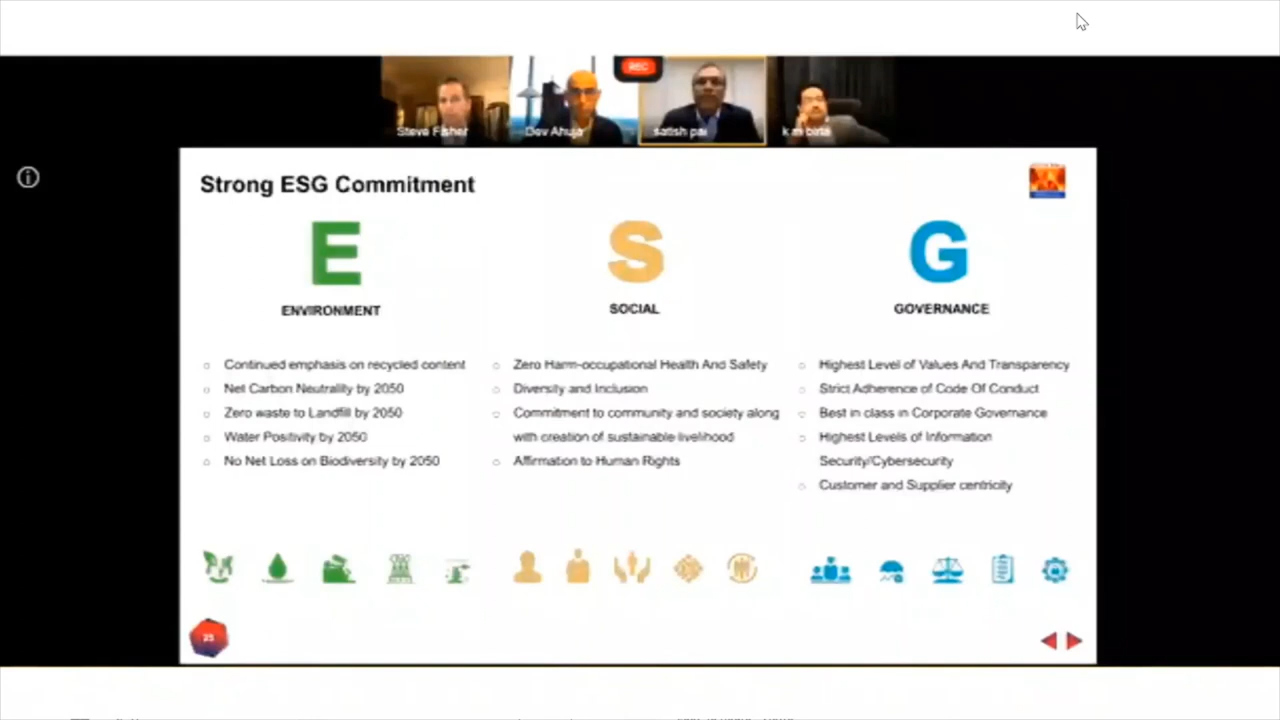 REC
Steve Fisher
Dev Ahuja
satish pai
k m birla
Strong ESG Commitment
E
S
G
ENVIRONMENT
SOCIAL
GOVERNANCE
Continued emphasis on recycled content
Net Carbon Neutrality by 2050
Zero waste to Landfill by 2050
Water Positivity by 2050
No Net Loss on Biodiversity by 2050
Zero Harm-occupational Health And Safety
Diversity and Inclusion
Commitment to community and society along
with creation of sustainable livelihood
Affirmation to Human Rights
Highest Level of Values And Transparency
Strict Adherence of Code Of Conduct
Best in class in Corporate Governance
Highest Levels of Information
Security/Cybersecurity
Customer and Supplier centricity
25